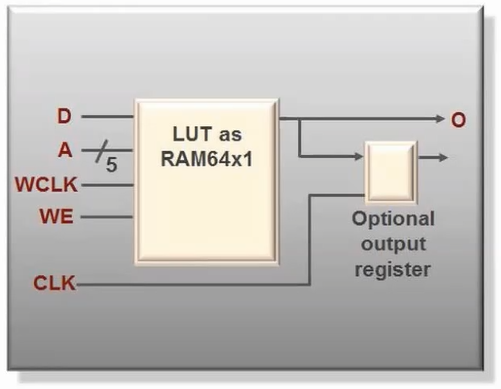 D
A
5
WCLK
WE
CLK
LUT as
RAM64x1
O
Optional
output
register